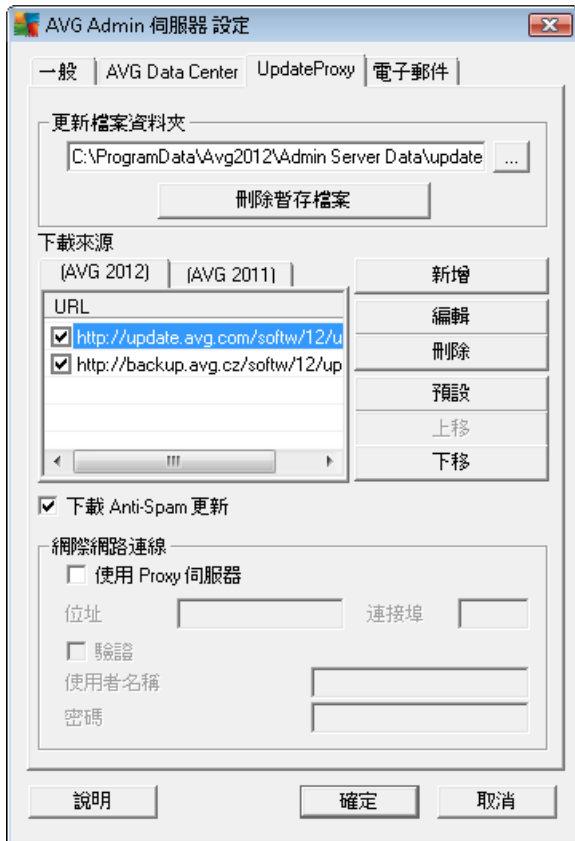 AVG Admin 伺服器 設定
一般 AVG Data Center UpdateProxy 電子郵件
更新檔案資料夾
C:\ProgramData\Avg2012\Admin Server Data\update ...
刪除暫存檔案
下載來源
(AVG 2012) (AVG 2011)
URL
http://update.avg.com/softw/12/u
http://backup.avg.cz/softw/12/up
新增
編輯
刪除
預設
上移
下移
下載 Anti-Spam 更新
網際網路連線
使用 Proxy 伺服器
位址 連接埠
驗證
使用者名稱
密碼
說明 確定 取消